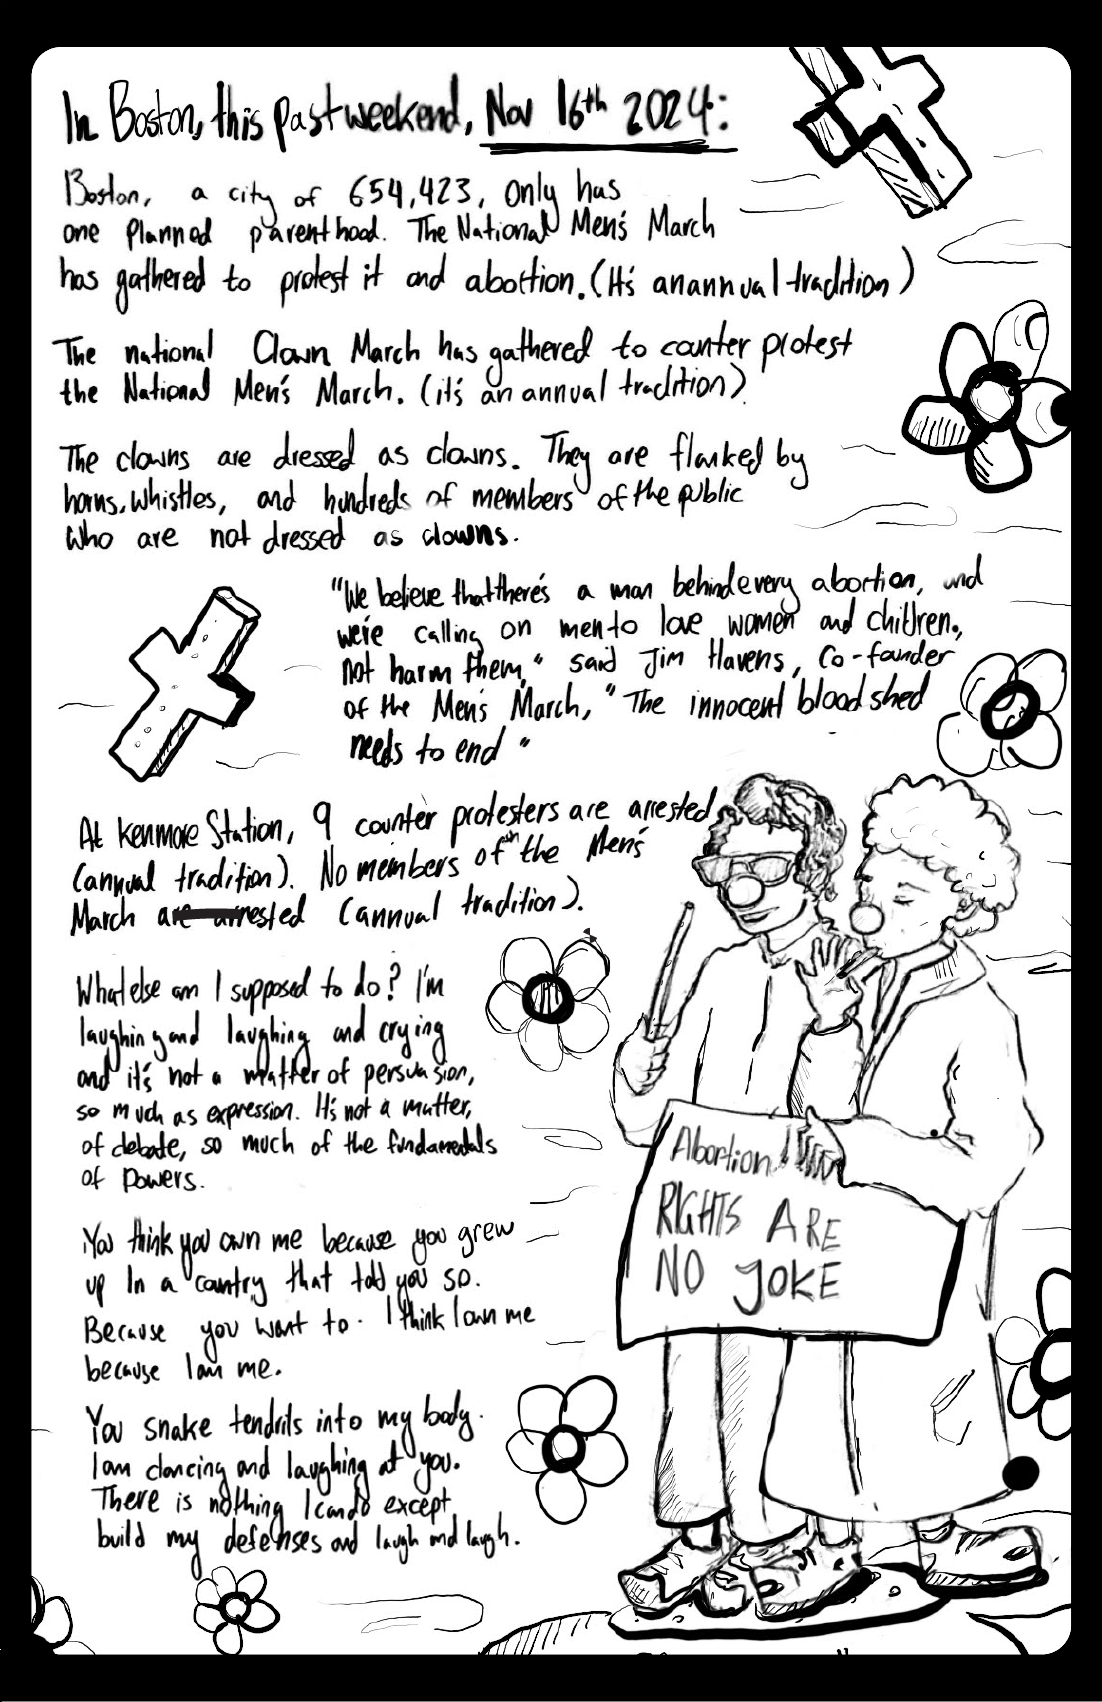 In Boston, this past weekend, Nov 16th 2024:
Boston, a city of 654,423, only has
one planned parenthood. The National Men's March
has gathered to protest it and abortion. (It's an annual tradition)
The national Clown March has gathered to counter protest
the National Men's March. (it's an annual tradition)
The clowns are dressed as clowns. They are flanked by
horns, whistles, and hundreds of members of the public
who are not dressed as clowns.
"We believe that there's a man behind every abortion, and
we're calling on men to love women and children,
not harm them," said Jim Havens, Co-founder
of the Men's March, "The innocent bloodshed
needs to end"
At Kenmore Station, 9 counter protesters are arrested
(annual tradition). No members of the Men's
March are arrested (annual tradition).
What else am I supposed to do? I'm
laughing and laughing and crying
and it's not a matter of persuasion,
so much as expression. It's not a matter,
of debate, so much of the fundamentals
of powers.
You think you own me because you grew
up in a country that told you so.
Because you want to. I think I own me
because I am me.
You snake tendrils into my body.
I am dancing and laughing at you.
There is nothing I can do except
build my defenses and laugh and laugh.
Abortion
RIGHTS ARE
NO JOKE